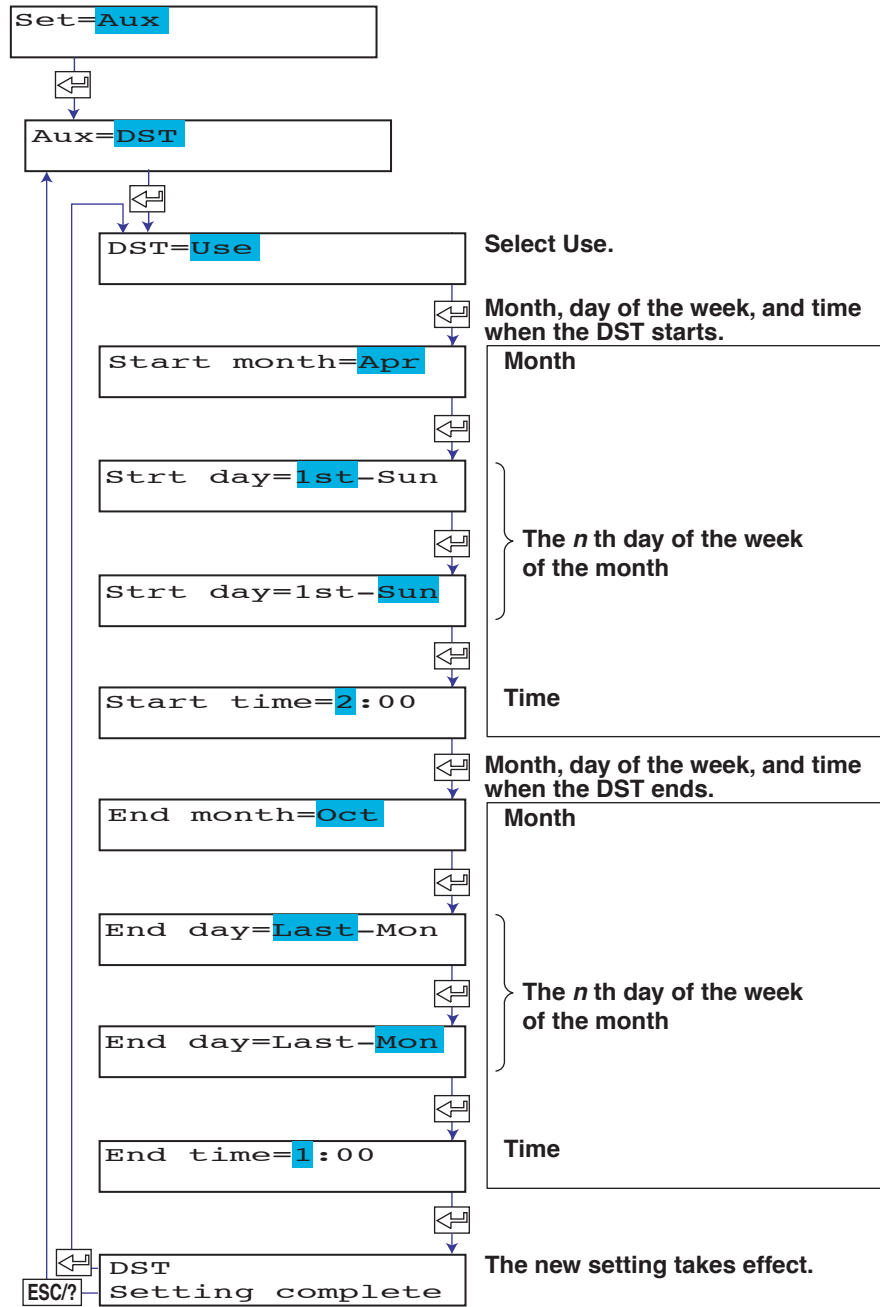 Set=Aux
Aux=DST
DST=Use
Select Use.
Month, day of the week, and time
when the DST starts.
Start month=Apr
Month
Strt day=1st-Sun
The n th day of the week
of the month
Strt day=1st-Sun
Start time=2:00
Time
Month, day of the week, and time
when the DST ends.
End month=Oct
Month
End day=Last-Mon
The n th day of the week
of the month
End day=Last-Mon
End time=1:00
Time
DST
Setting complete
The new setting takes effect.
ESC/?